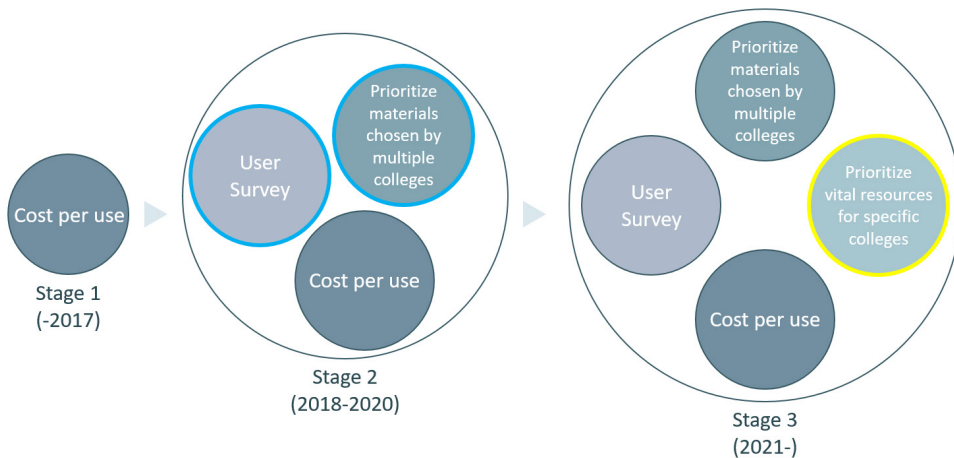 Cost per use
Stage 1
(-2017)
User
Survey
Prioritize
materials
chosen by
multiple
colleges
Cost per use
Stage 2
(2018-2020)
Prioritize
materials
chosen by
multiple
colleges
User
Survey
Prioritize
vital resources
for specific
colleges
Cost per use
Stage 3
(2021-)